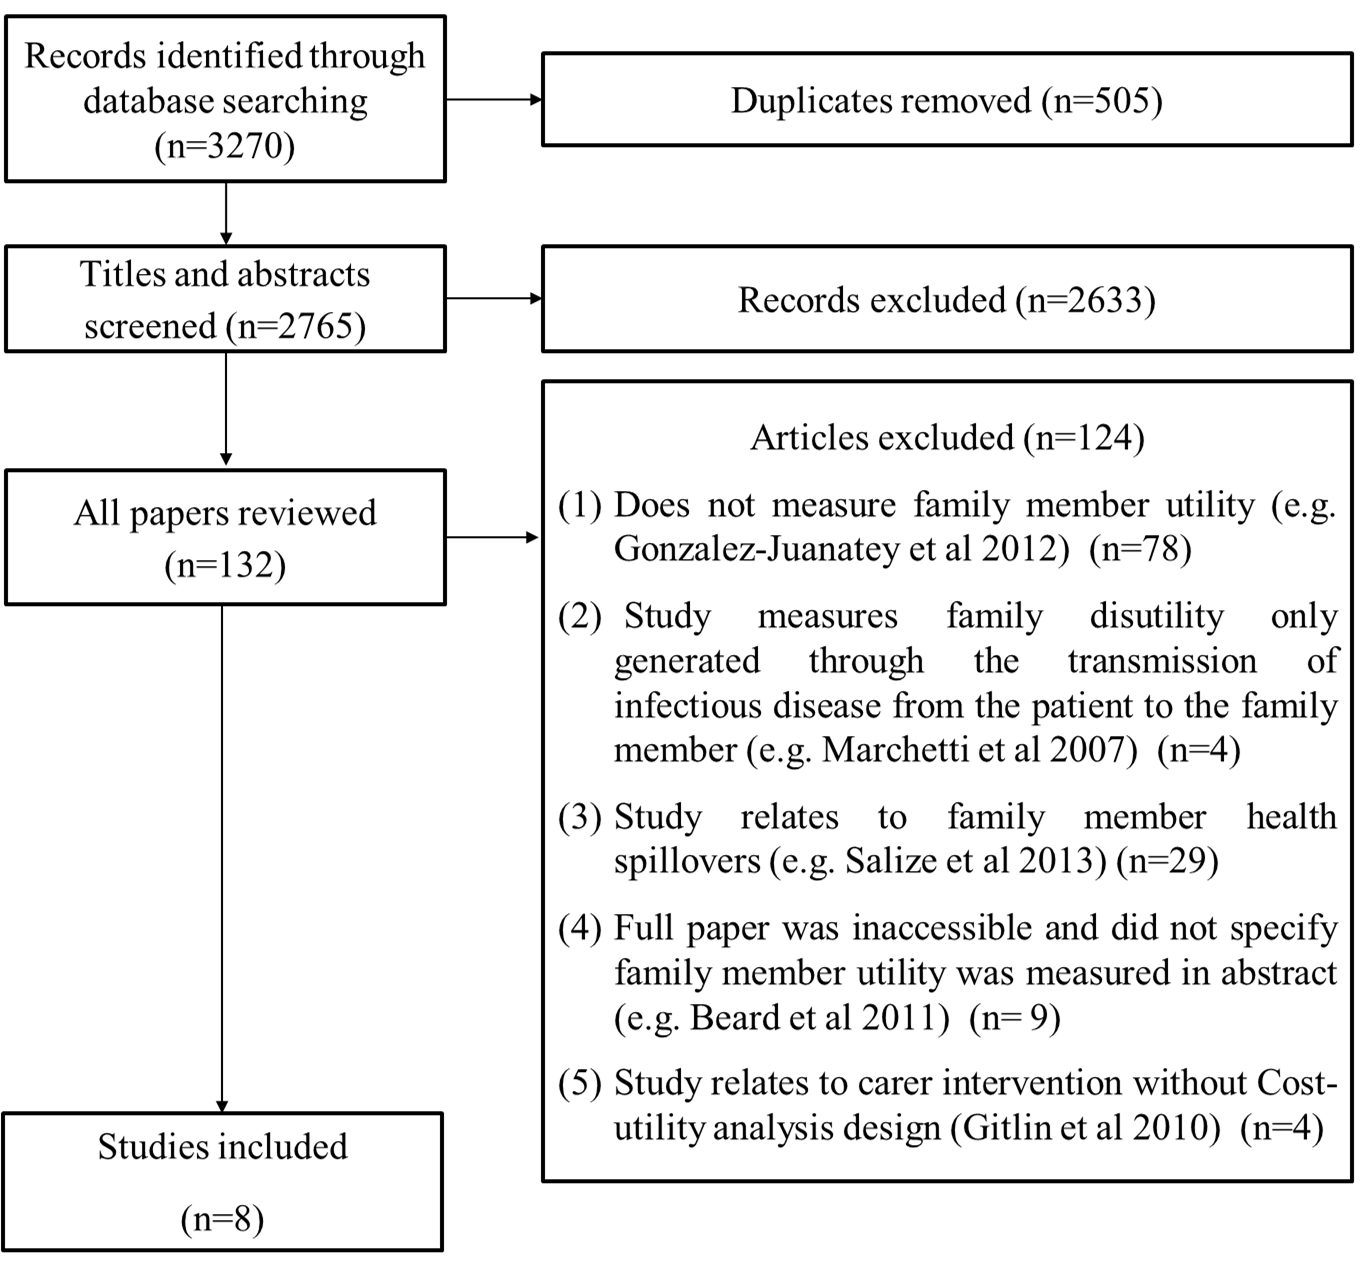 Records identified through
database searching
(n=3270)
Duplicates removed (n=505)
Titles and abstracts
screened (n=2765)
Records excluded (n=2633)
All papers reviewed
(n=132)
Articles excluded (n=124)
(1) Does not measure family member utility (e.g.
Gonzalez-Juanatey et al 2012) (n=78)
(2) Study measures family disutility only
generated through the transmission of
infectious disease from the patient to the family
member (e.g. Marchetti et al 2007) (n=4)
(3) Study relates to family member health
spillovers (e.g. Salize et al 2013) (n=29)
(4) Full paper was inaccessible and did not specify
family member utility was measured in abstract
(e.g. Beard et al 2011) (n= 9)
(5) Study relates to carer intervention without Cost-
utility analysis design (Gitlin et al 2010) (n=4)
Studies included
(n=8)